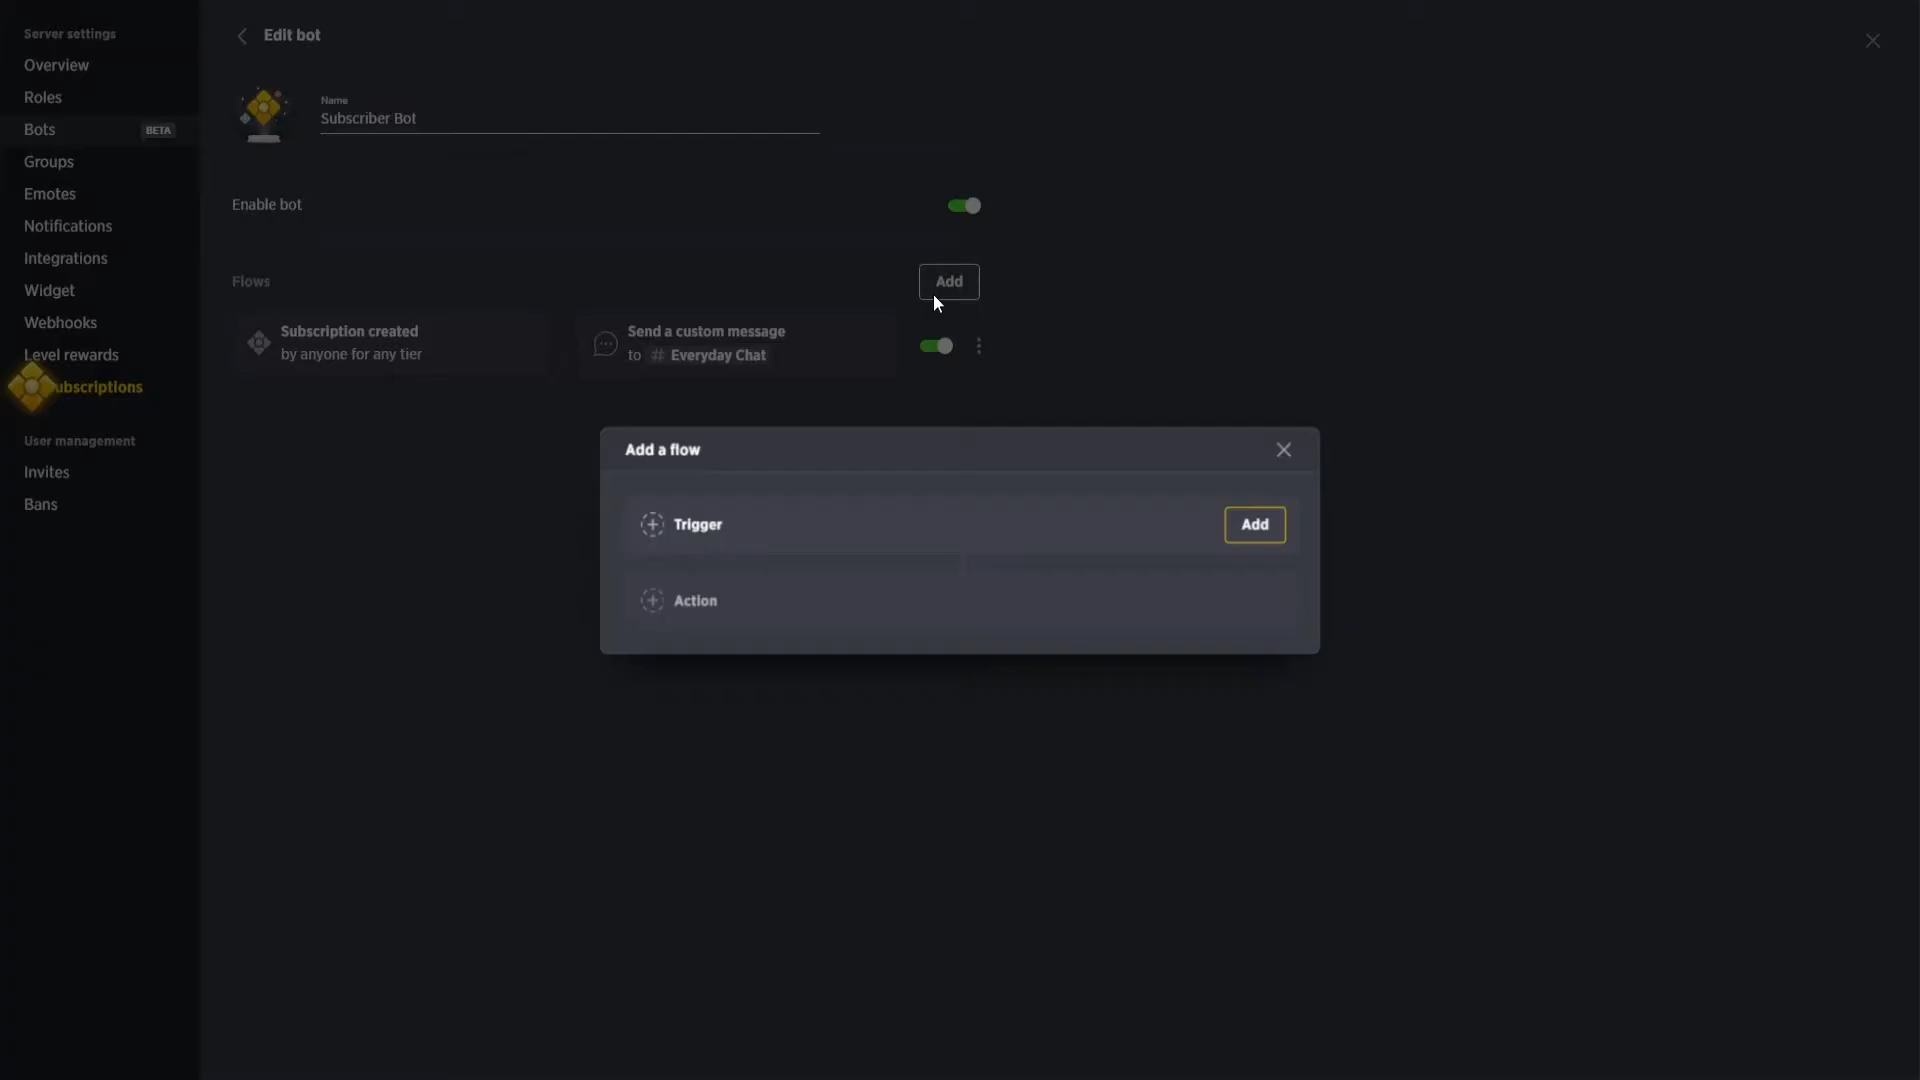 Server settings
Overview
Roles
Bots BETA
Groups
Emotes
Notifications
Integrations
Widget
Webhooks
Level rewards
ubscriptions
User management
Invites
Bans
Edit bot
Name
Subscriber Bot
Enable bot
Flows Add
Subscription created
by anyone for any tier
Send a custom message
to # Everyday Chat
Add a flow
Trigger Add
Action